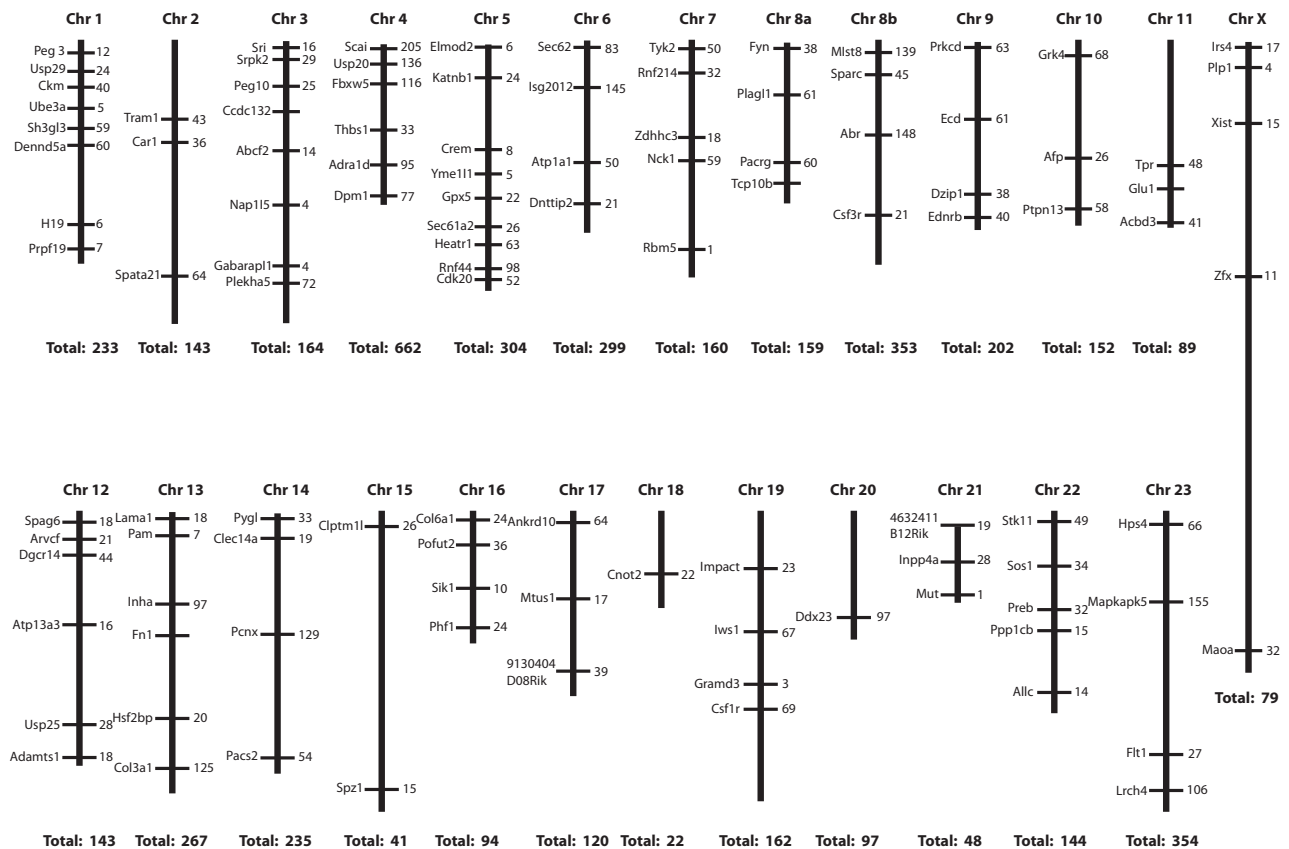 Chr 1
Peg 3 12
Usp29 24
Ckm 40
Ube3a 5
Sh3gl3 59
Dennd5a 60
H19 6
Prpf19 7
Total: 233
Chr 2
Tram1 43
Car1 36
Spata21 64
Total: 143
Chr 3
Sri 16
Srpk2 29
Peg10 25
Ccdc132
Abcf2 14
Nap1l5 4
Gabarapl1 4
Plekha5 72
Total: 164
Chr 4
Scai 205
Usp20 136
Fbxw5 116
Thbs1 33
Adra1d 95
Dpm1 77
Total: 662
Chr 5
Elmod2 6
Katnb1 24
Crem 8
Yme1l1 5
Gpx5 22
Sec61a2 26
Heatr1 63
Rnf44 98
Cdk20 52
Total: 304
Chr 6
Sec62 83
Isg2012 145
Atp1a1 50
Dnttip2 21
Total: 299
Chr 7
Tyk2 50
Rnf214 32
Zdhhc3 18
Nck1 59
Rbm5 1
Total: 160
Chr 8a
Fyn 38
Plagl1 61
Pacrg 60
Tcp10b
Total: 159
Chr 8b
Mlst8 139
Sparc 45
Abr 148
Csf3r 21
Total: 353
Chr 9
Prkcd 63
Ecd 61
Dzip1 38
Ednrb 40
Total: 202
Chr 10
Grk4 68
Afp 26
Ptpn13 58
Total: 152
Chr 11
Tpr 48
Glu1
Acbd3 41
Total: 89
Chr X
Irs4 17
Plp1 4
Xist 15
Zfx 11
Maoa 32
Total: 79
Chr 12
Spag6 18
Arvcf 21
Dgcr14 44
Atp13a3 16
Usp25 28
Adamts1 18
Total: 143
Chr 13
Lama1 18
Pam 7
Inha 97
Fn1
Hsf2bp 20
Col3a1 125
Total: 267
Chr 14
Pygl 33
Clec14a 19
Pcnx 129
Pacs2 54
Total: 235
Chr 15
Clptm1l 26
Spz1 15
Total: 41
Chr 16
Col6a1 24
Pofut2 36
Sik1 10
Phf1 24
Total: 94
Chr 17
Ankrd10 64
Mtus1 17
9130404 39
D08Rik
Total: 120
Chr 18
Cnot2 22
Total: 22
Chr 19
Impact 23
Iws1 67
Gramd3 3
Csf1r 69
Total: 162
Chr 20
Ddx23 97
Total: 97
Chr 21
4632411 19
B12Rik
Inpp4a 28
Mut 1
Total: 48
Chr 22
Stk11 49
Sos1 34
Preb 32
Ppp1cb 15
Allc 14
Total: 144
Chr 23
Hps4 66
Mapkapk5 155
Flt1 27
Lrch4 106
Total: 354